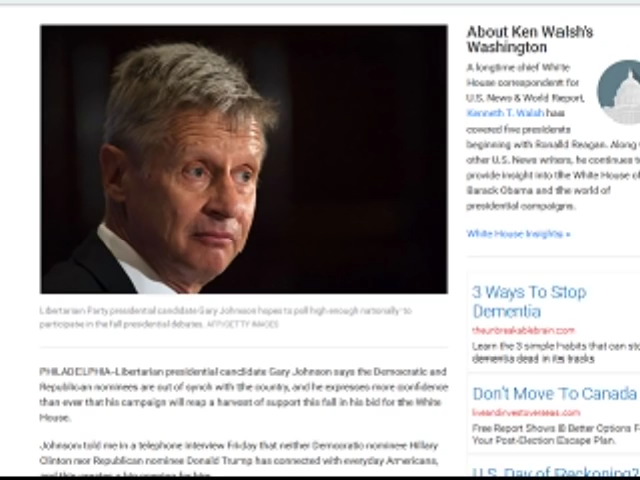 Libertarian Party presidential candidate Gary Johnson hopes to poll high enough nationally to
participate in the fall presidential debates. AFP/GETTY IMAGES
PHILADELPHIA–Libertarian presidential candidate Gary Johnson says the Democratic and
Republican nominees are out of synch with the country, and he expresses more confidence
than ever that his campaign will reap a harvest of support this fall in his bid for the White
House.
Johnson told me in a telephone interview Friday that neither Democratic nominee Hillary
Clinton nor Republican nominee Donald Trump has connected with everyday Americans,
About Ken Walsh's
Washington
A longtime chief White
House correspondent for
U.S. News & World Report,
Kenneth T. Walsh has
covered five presidents
beginning with Ronald Reagan. Along
other U.S. News writers, he continues to
provide insight into the White House of
Barack Obama and the world of
presidential campaigns.
White House Insights »
3 Ways To Stop
Dementia
theunbreakablebrain.com
Learn the 3 simple habits that can
dementia dead in its tracks
Don't Move To Canada
liveandinvestoverseas.com
Free Report Shows 8 Better Options
Your Post-Election Escape Plan.
U.S. Day of Reckoning?